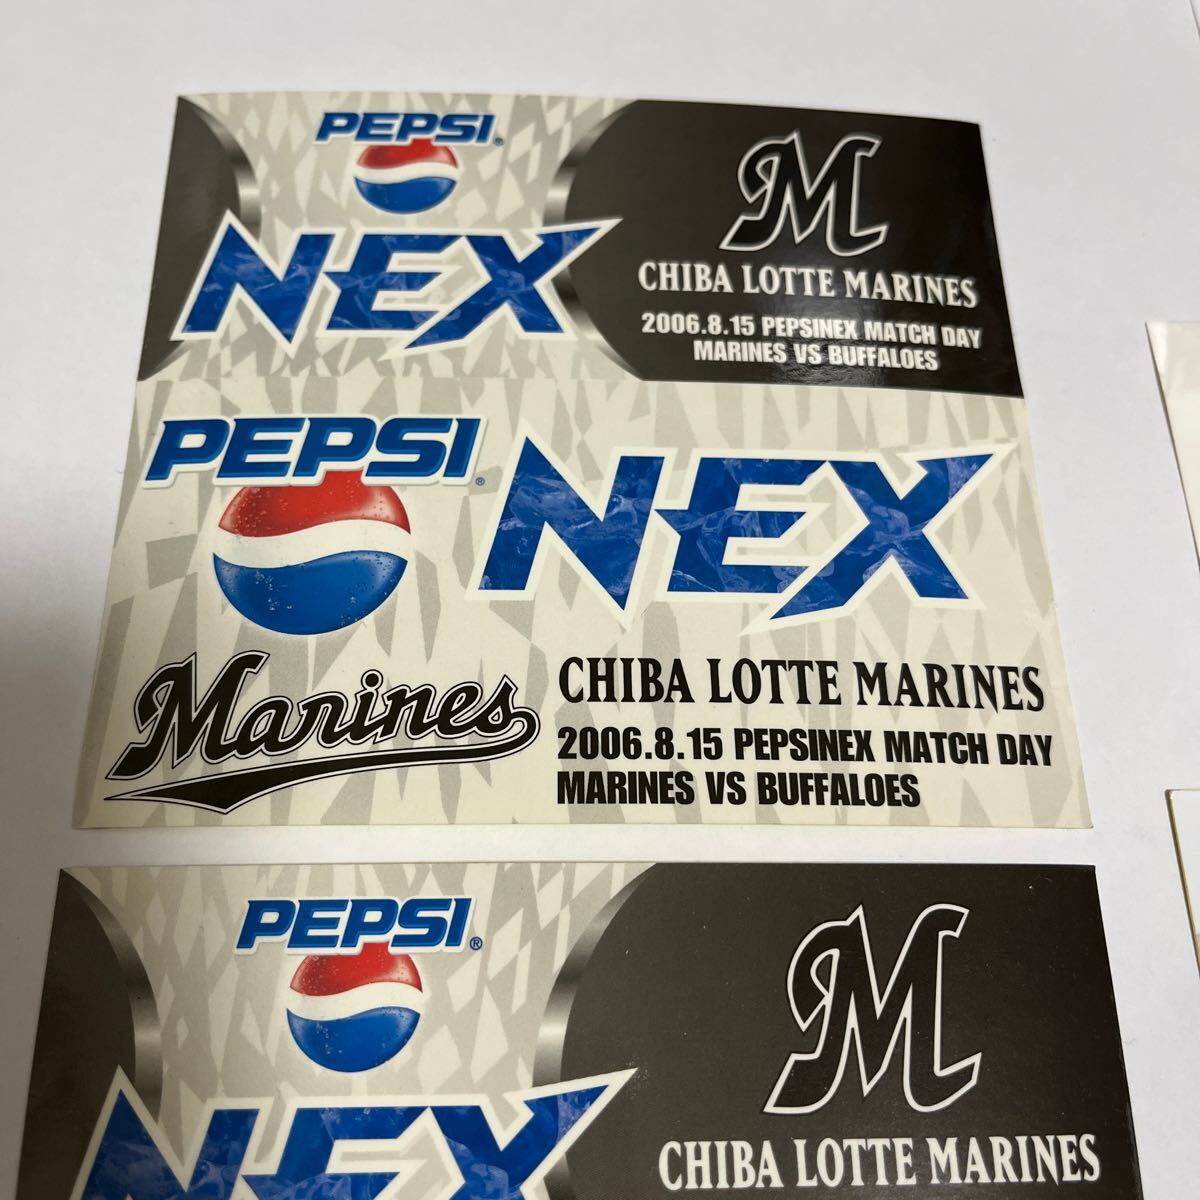 PEPSI®
NEX
M
CHIBA LOTTE MARINES
2006.8.15 PEPSINEX MATCH DAY
MARINES VS BUFFALOES
PEPSI®
NEX
Marines
CHIBA LOTTE MARINES
2006.8.15 PEPSINEX MATCH DAY
MARINES VS BUFFALOES
PEPSI®
NEX
M
CHIBA LOTTE MARINES